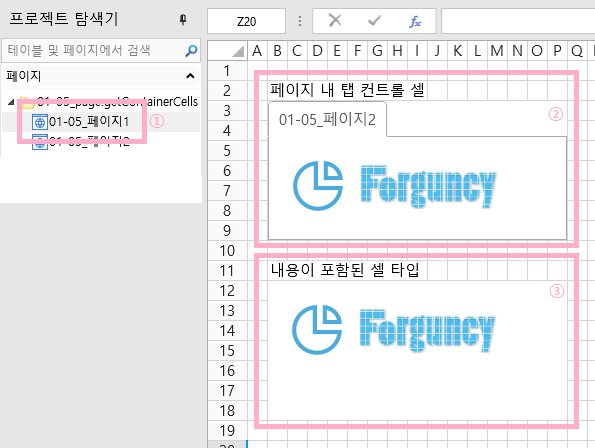 프로젝트 탐색기
테이블 및 페이지에서 검색
페이지
01-05_page.getContainerCells
01-05_페이지1
①
01-05_페이지2
Z20
fx
A B C D E F G H I J K L M N O P Q
1
2
3
4
5
6
7
8
9
10
11
12
13
14
15
16
17
18
19
페이지 내 탭 컨트롤 셀
②
01-05_페이지2
Forguncy
내용이 포함된 셀 타입
③
Forguncy